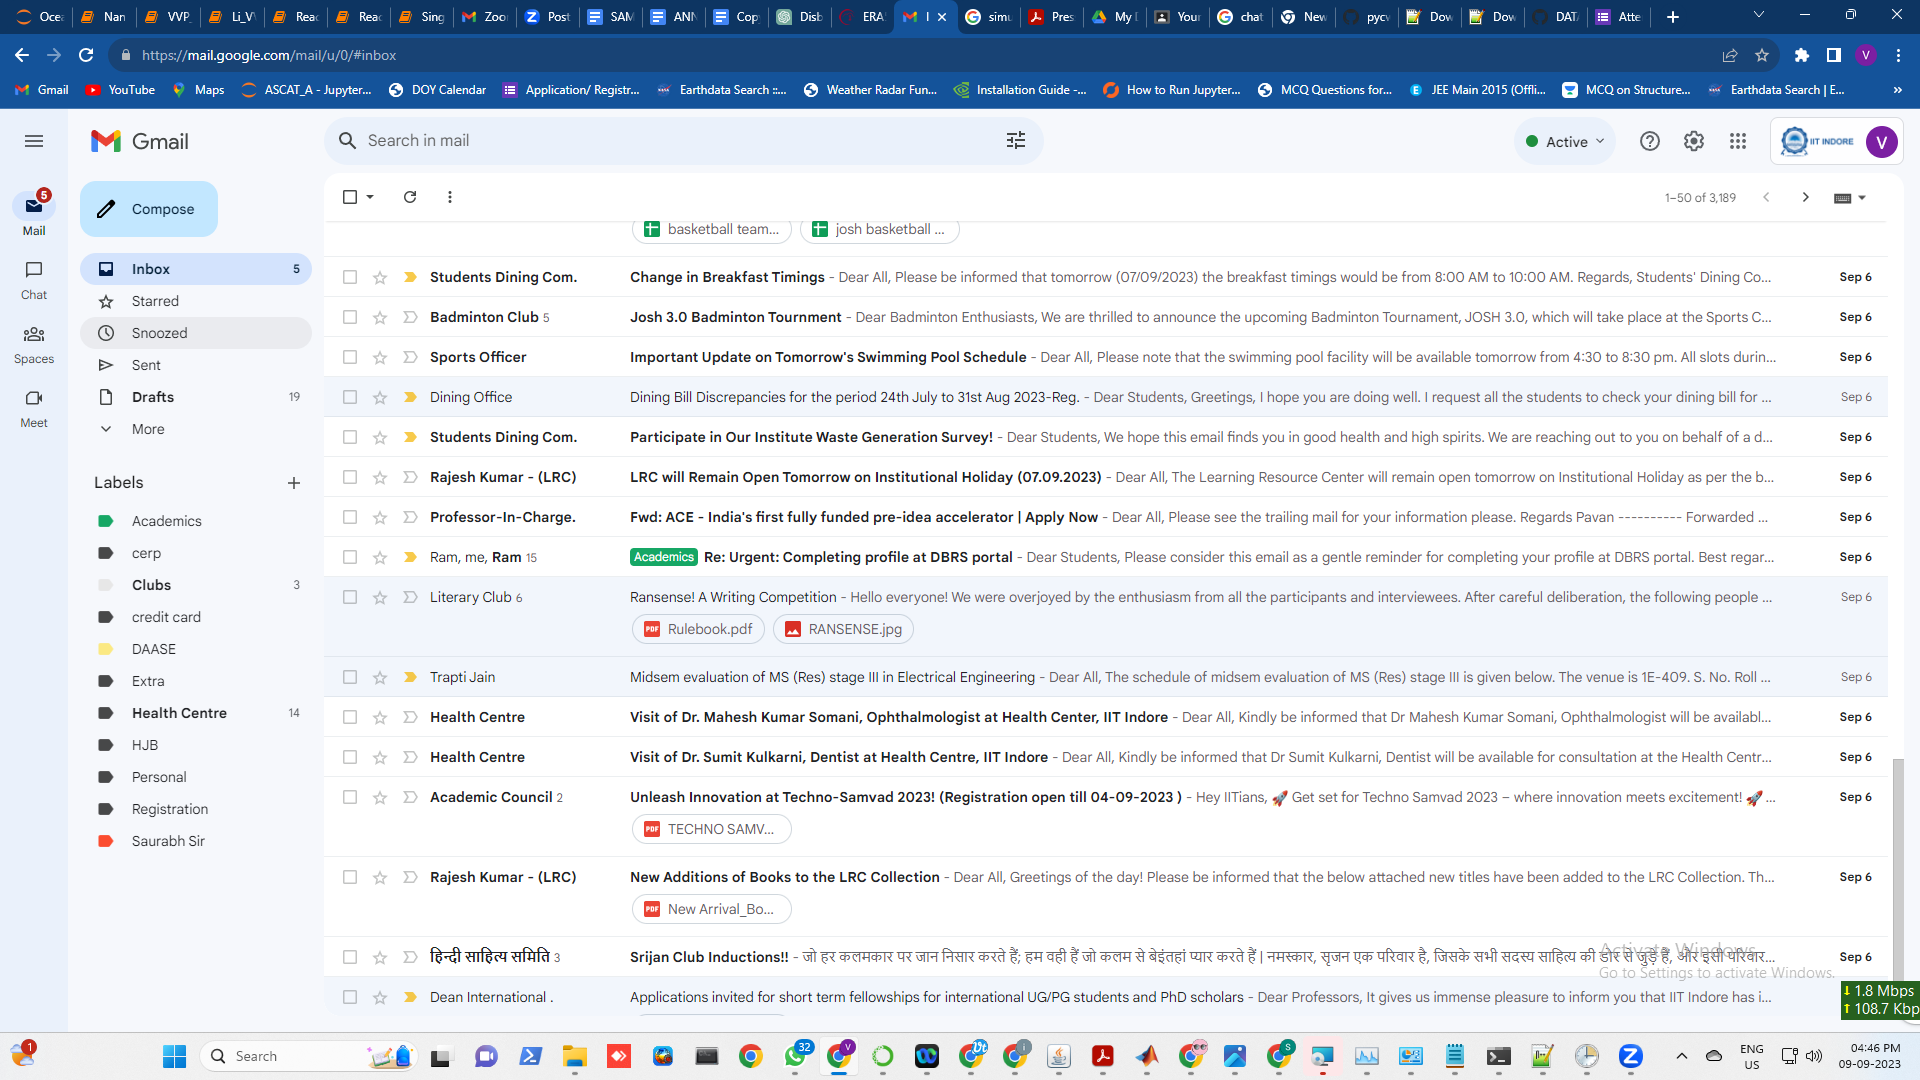 Ocea
Nan
VVP_
Li_V
Reac
Reac
Sing
Zoo
Post
SAM
ANN
Cop
Disb
ERA
I
simu
Pres
My D
Your
chat
New
pycw
Dow
Dow
DAT
Atte
https://mail.google.com/mail/u/0/#inbox
V
Gmail
YouTube
Maps
ASCAT_A - Jupyter...
DOY Calendar
Application/ Registr...
Earthdata Search ::...
Weather Radar Fun...
Installation Guide -...
How to Run Jupyter...
MCQ Questions for...
JEE Main 2015 (Offli...
MCQ on Structure...
Earthdata Search | E...
»
Gmail
Search in mail
Active
IIT INDORE
V
5
Mail
Chat
Spaces
Meet
Compose
Inbox 5
Starred
Snoozed
Sent
Drafts 19
More
Labels
Academics
cerp
Clubs 3
credit card
DAASE
Extra
Health Centre 14
HJB
Personal
Registration
Saurabh Sir
1–50 of 3,189
basketball team... josh basketball ...
Students Dining Com. Change in Breakfast Timings - Dear All, Please be informed that tomorrow (07/09/2023) the breakfast timings would be from 8:00 AM to 10:00 AM. Regards, Students' Dining Co... Sep 6
Badminton Club 5 Josh 3.0 Badminton Tournment - Dear Badminton Enthusiasts, We are thrilled to announce the upcoming Badminton Tournament, JOSH 3.0, which will take place at the Sports C... Sep 6
Sports Officer Important Update on Tomorrow's Swimming Pool Schedule - Dear All, Please note that the swimming pool facility will be available tomorrow from 4:30 to 8:30 pm. All slots durin... Sep 6
Dining Office Dining Bill Discrepancies for the period 24th July to 31st Aug 2023-Reg. - Dear Students, Greetings, I hope you are doing well. I request all the students to check your dining bill for ... Sep 6
Students Dining Com. Participate in Our Institute Waste Generation Survey! - Dear Students, We hope this email finds you in good health and high spirits. We are reaching out to you on behalf of a d... Sep 6
Rajesh Kumar - (LRC) LRC will Remain Open Tomorrow on Institutional Holiday (07.09.2023) - Dear All, The Learning Resource Center will remain open tomorrow on Institutional Holiday as per the b... Sep 6
Professor-In-Charge. Fwd: ACE - India's first fully funded pre-idea accelerator | Apply Now - Dear All, Please see the trailing mail for your information please. Regards Pavan ---------- Forwarded ... Sep 6
Ram, me, Ram 15 Academics Re: Urgent: Completing profile at DBRS portal - Dear Students, Please consider this email as a gentle reminder for completing your profile at DBRS portal. Best regar... Sep 6
Literary Club 6 Ransense! A Writing Competition - Hello everyone! We were overjoyed by the enthusiasm from all the participants and interviewees. After careful deliberation, the following people ... Sep 6
PDF Rulebook.pdf RANSENSE.jpg
Trapti Jain Midsem evaluation of MS (Res) stage III in Electrical Engineering - Dear All, The schedule of midsem evaluation of MS (Res) stage III is given below. The venue is 1E-409. S. No. Roll ... Sep 6
Health Centre Visit of Dr. Mahesh Kumar Somani, Ophthalmologist at Health Center, IIT Indore - Dear All, Kindly be informed that Dr Mahesh Kumar Somani, Ophthalmologist will be availabl... Sep 6
Health Centre Visit of Dr. Sumit Kulkarni, Dentist at Health Centre, IIT Indore - Dear All, Kindly be informed that Dr Sumit Kulkarni, Dentist will be available for consultation at the Health Centr... Sep 6
Academic Council 2 Unleash Innovation at Techno-Samvad 2023! (Registration open till 04-09-2023 ) - Hey IITians, 🚀 Get set for Techno Samvad 2023 – where innovation meets excitement! 🚀 ... Sep 6
PDF TECHNO SAMV...
Rajesh Kumar - (LRC) New Additions of Books to the LRC Collection - Dear All, Greetings of the day! Please be informed that the below attached new titles have been added to the LRC Collection. Th... Sep 6
PDF New Arrival_Bo...
हिन्दी साहित्य समिति 3 Srijan Club Inductions!! - जो हर कलमकार पर जान निसार करते हैं; हम वही हैं जो कलम से बेइंतहां प्यार करते हैं | नमस्कार, सृजन एक परिवार है, जिसके सभी सदस्य साहित्य की डोर से जुड़े हैं, और इसी परिवार... Sep 6
Dean International . Applications invited for short term fellowships for international UG/PG students and PhD scholars - Dear Professors, It gives us immense pleasure to inform you that IIT Indore has i... Sep 6
Activate Windows
Go to Settings to activate Windows.
1.8 Mbps
108.7 Kbp
1
Search
32
V
S
ENG
US
04:46 PM
09-09-2023